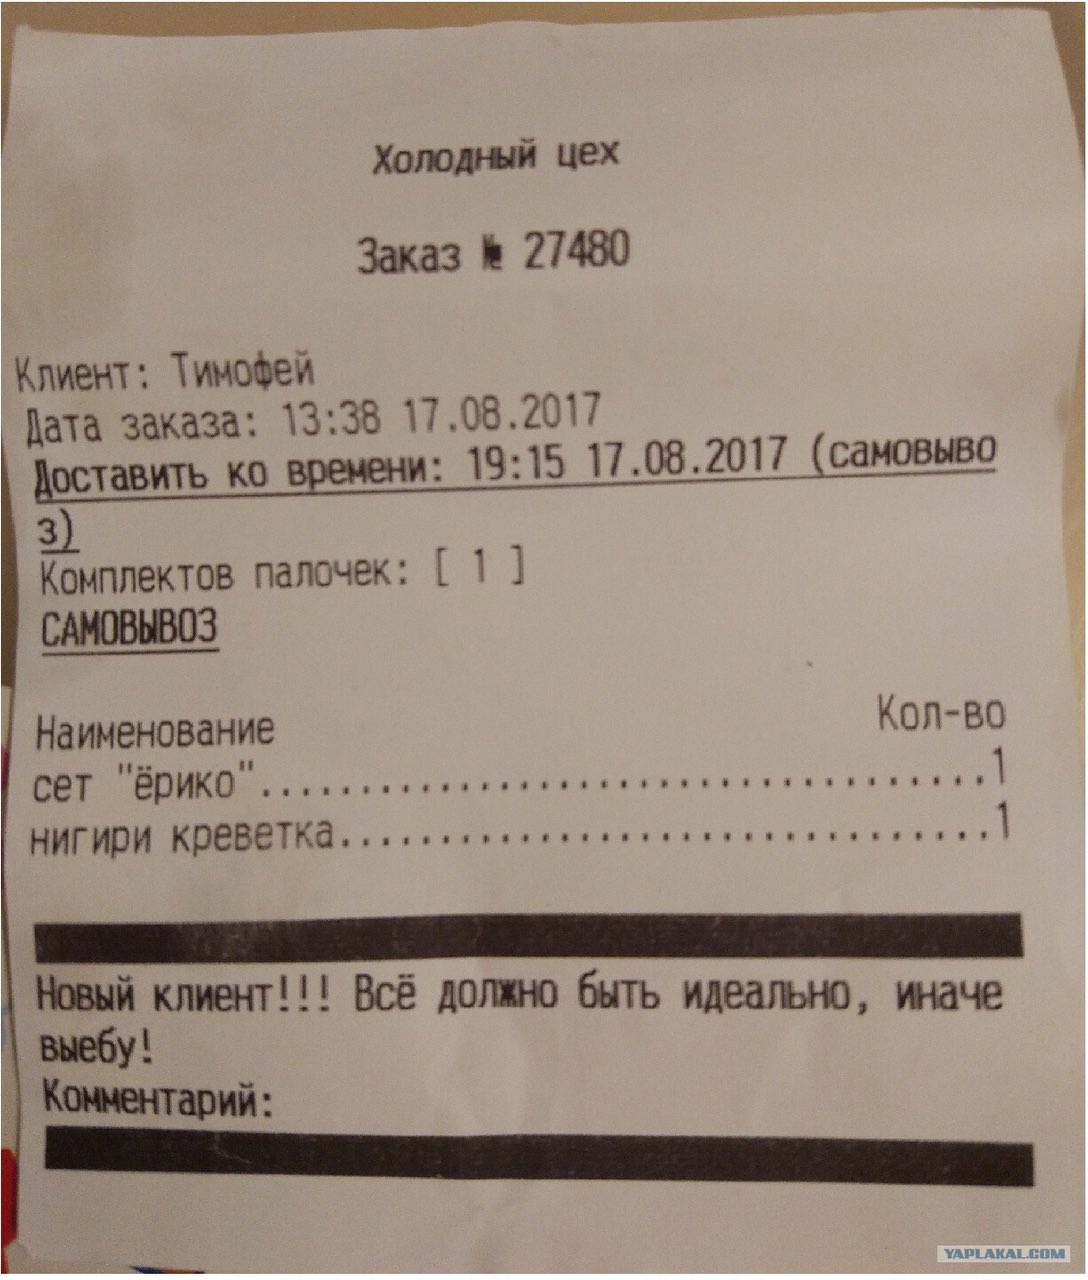 Холодный цех
Заказ № 27480
Клиент: Тимофей
Дата заказа: 13:38 17.08.2017
Доставить ко времени: 19:15 17.08.2017 (самовыво
з)
Комплектов палочек: [ 1 ]
САМОВЫВОЗ
Наименование Кол-во
сет "ёрико"....................................1
нигири креветка.................................1
Новый клиент!!! Всё должно быть идеально, иначе
выебу!
Комментарий:
YAPLAKAL.COM